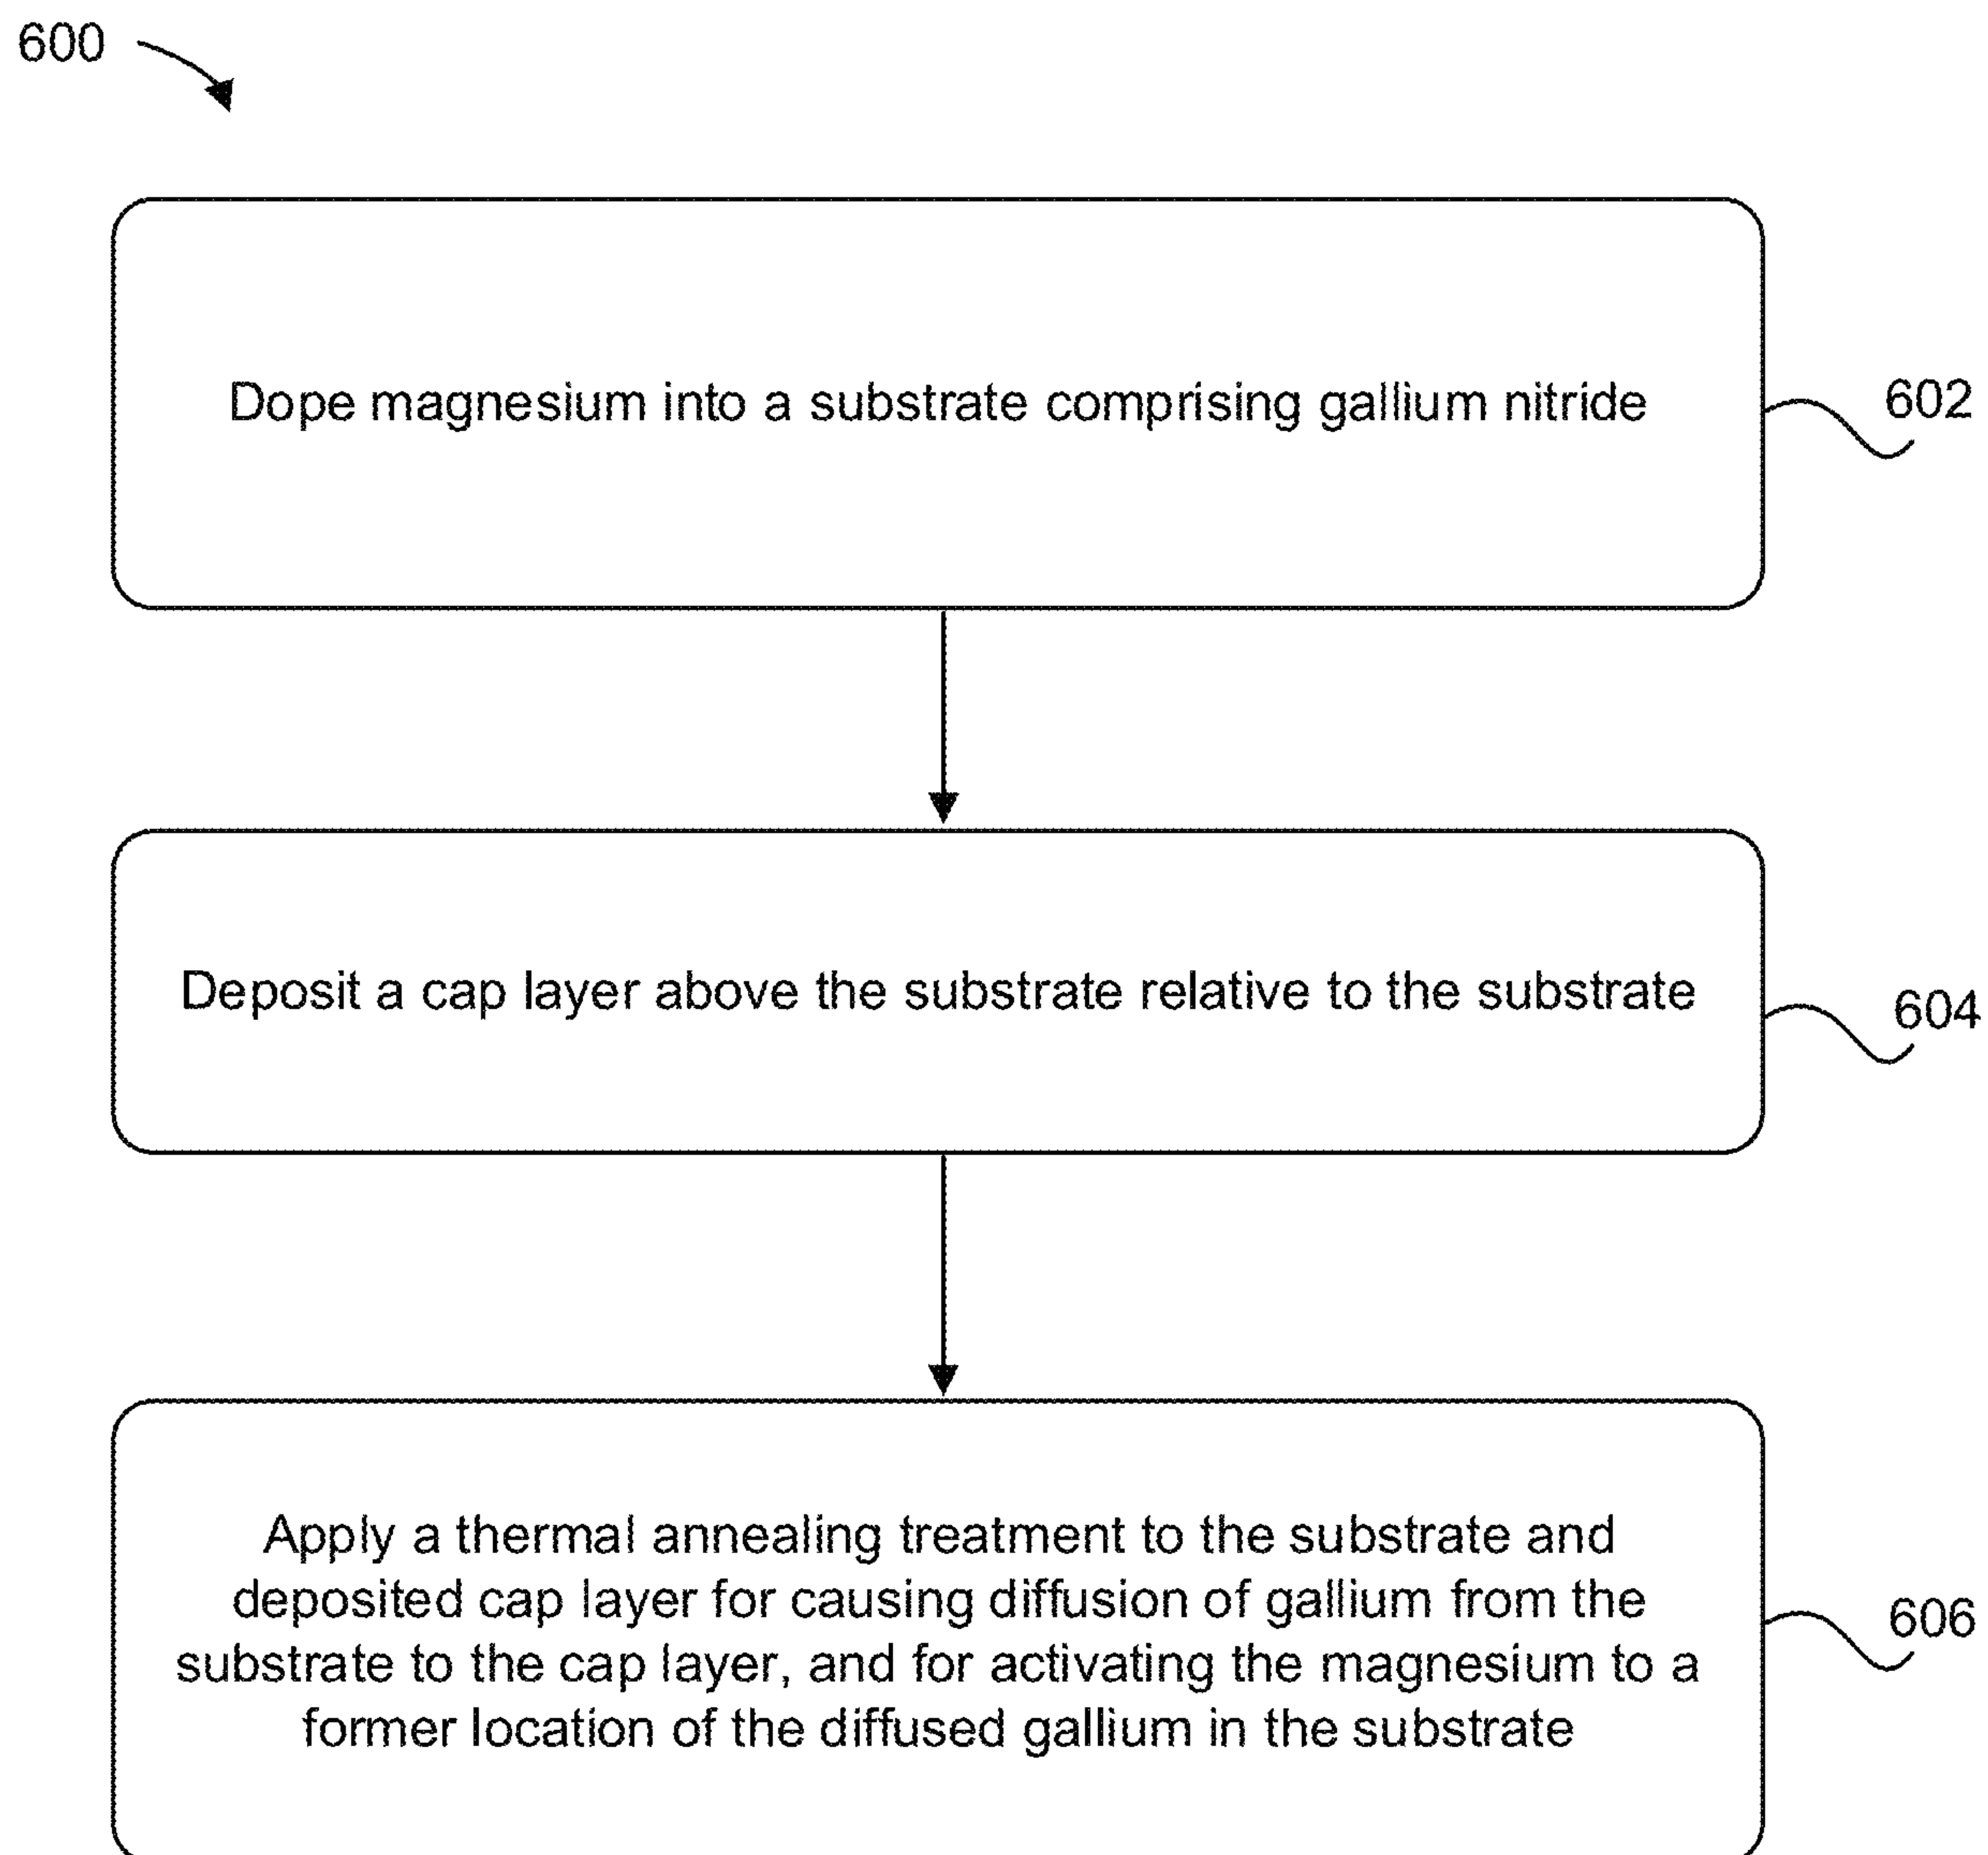 600
Dope magnesium into a substrate comprising gallium nitride
602
Deposit a cap layer above the substrate relative to the substrate
604
Apply a thermal annealing treatment to the substrate and
deposited cap layer for causing diffusion of gallium from the
substrate to the cap layer, and for activating the magnesium to a
former location of the diffused gallium in the substrate
606